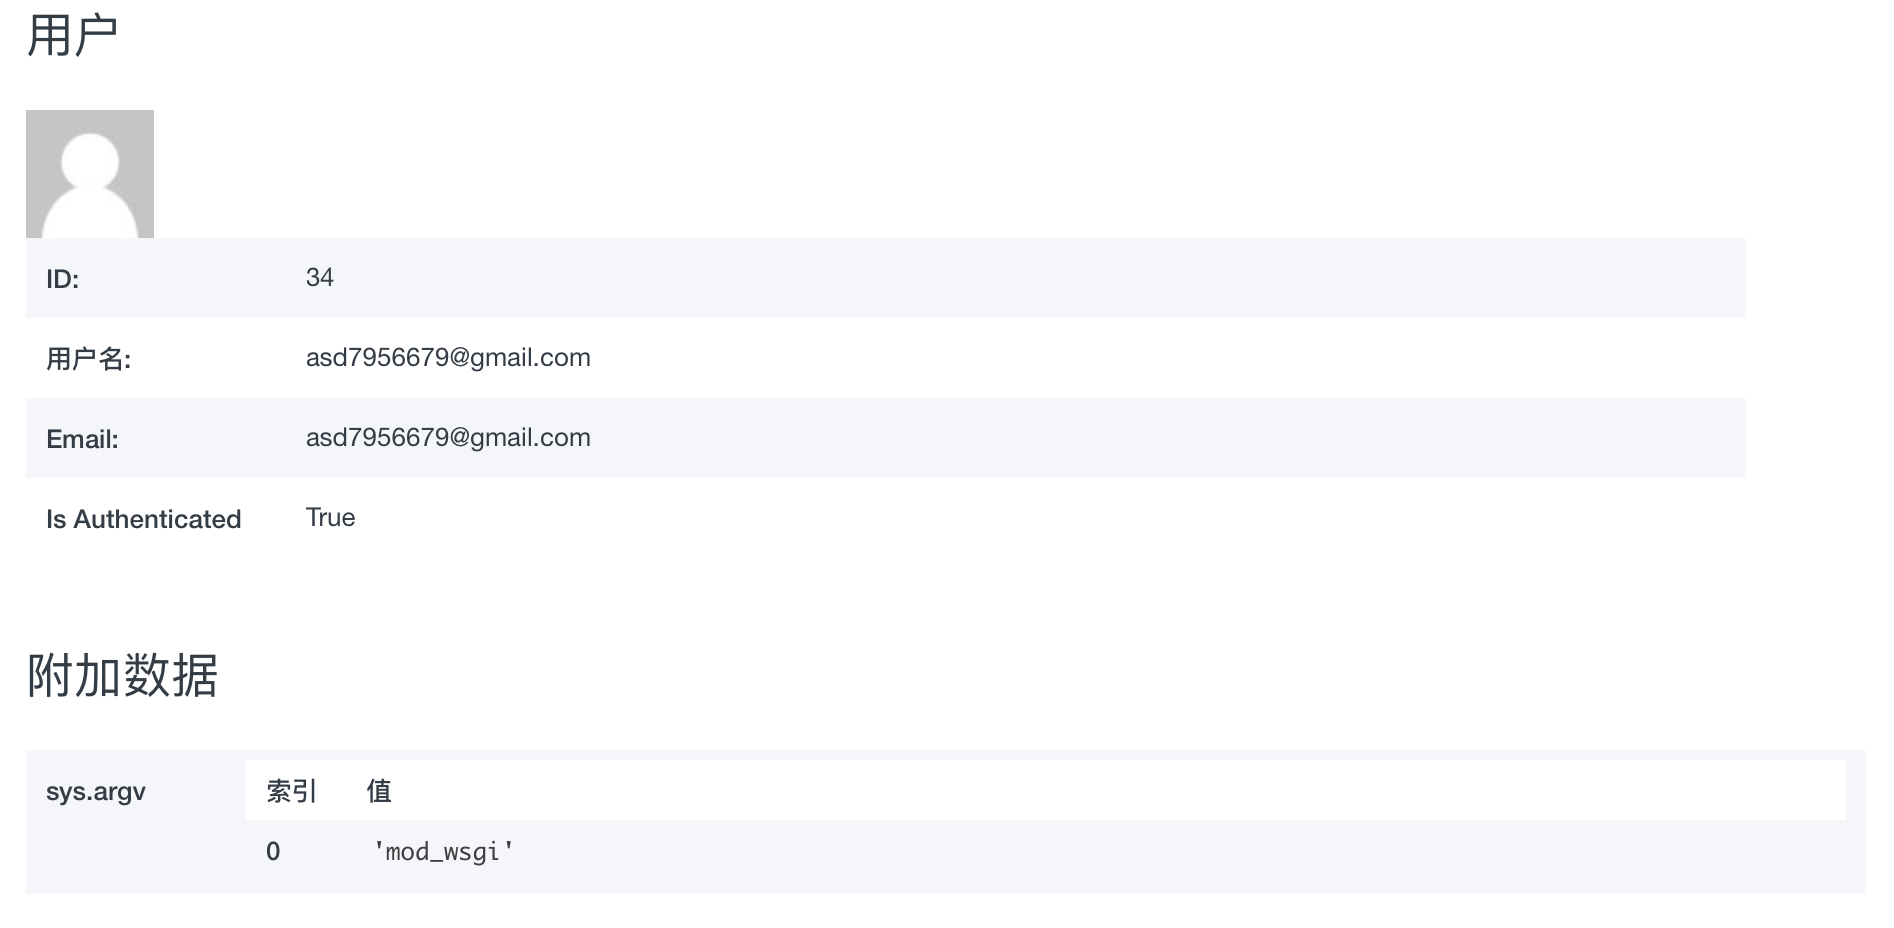 用户
ID: 34
用户名: asd7956679@gmail.com
Email: asd7956679@gmail.com
Is Authenticated True
附加数据
sys.argv 索引 值
0 'mod_wsgi'